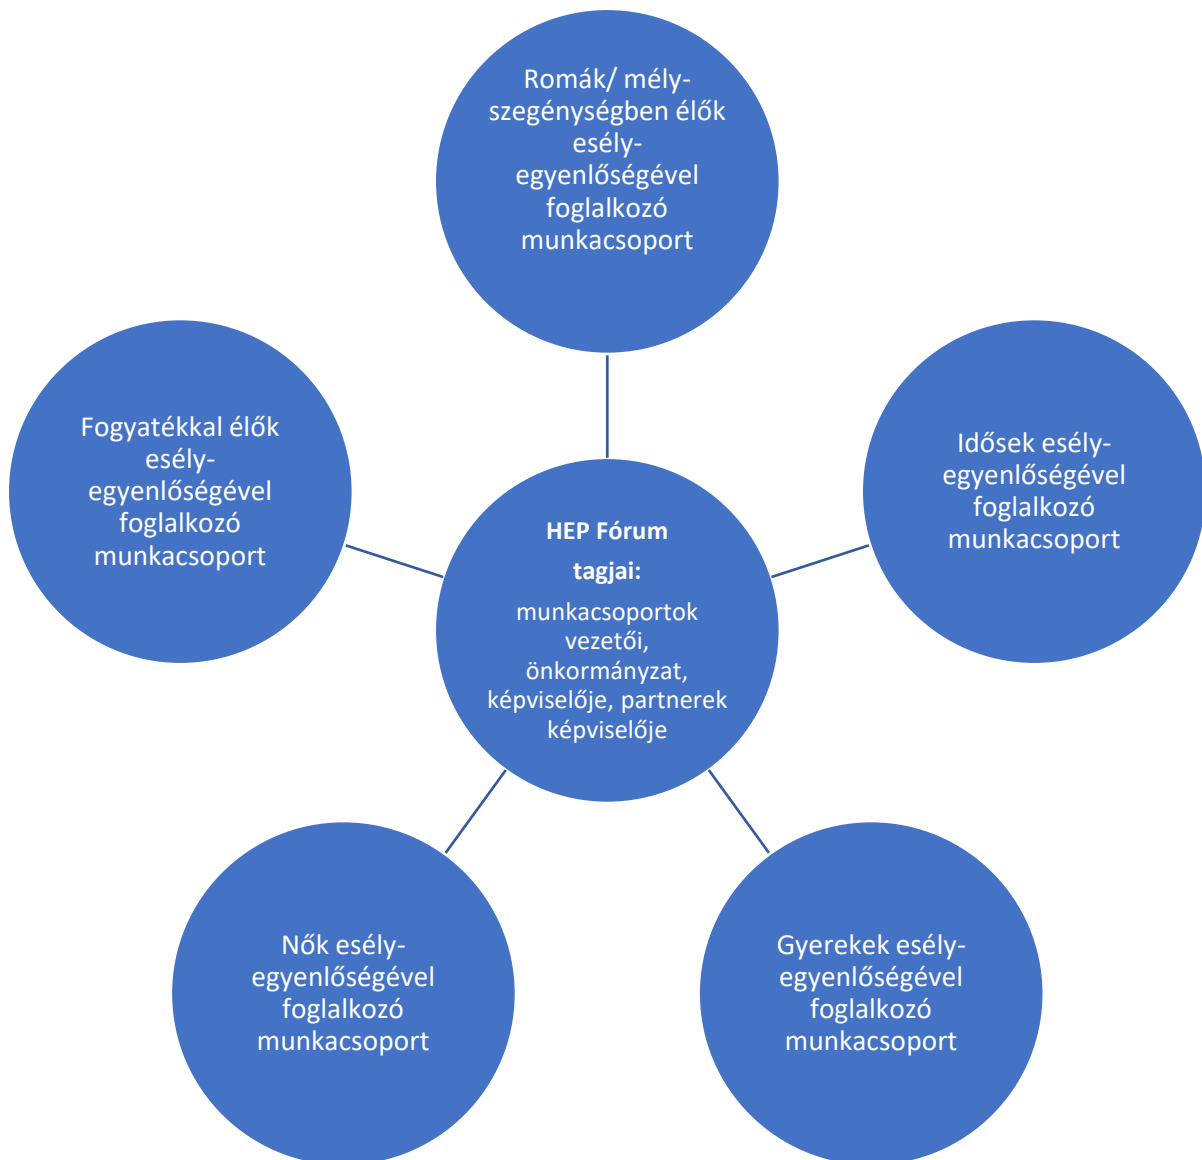 Romák/ mély-
szegénységben élők
esély-
egyenlőségével
foglalkozó
munkacsoport
Fogyatékkal élők
esély-
egyenlőségével
foglalkozó
munkacsoport
Idősek esély-
egyenlőségével
foglalkozó
munkacsoport
HEP Fórum
tagjai:
munkacsoportok
vezetői,
önkormányzat,
képviselője, partnerek
képviselője
Nők esély-
egyenlőségével
foglalkozó
munkacsoport
Gyerekek esély-
egyenlőségével
foglalkozó
munkacsoport